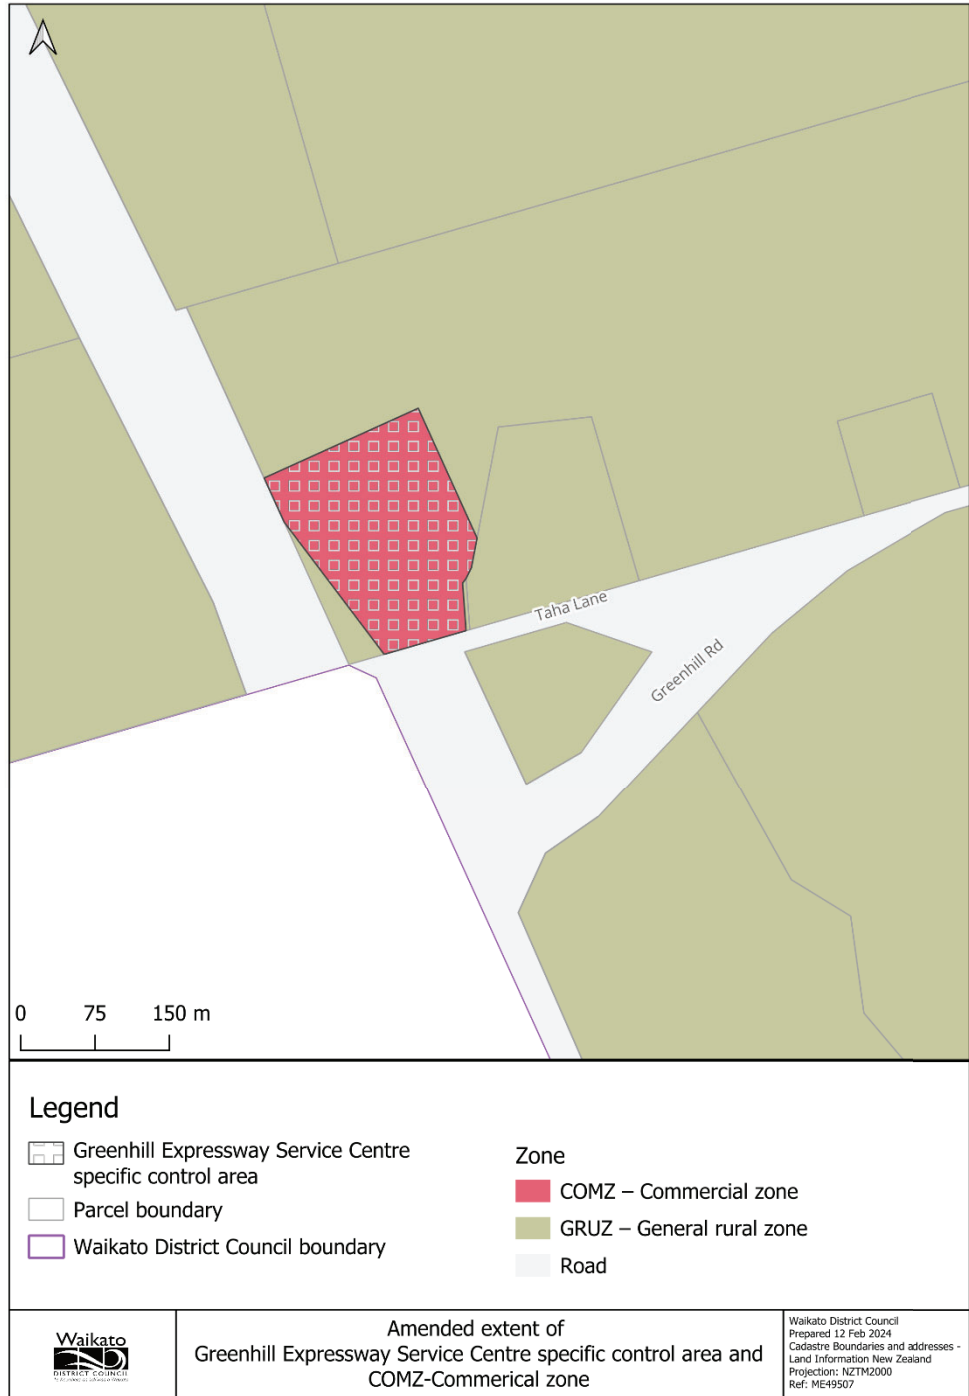 Taha Lane
Greenhill Rd
0 75 150 m
Legend
Greenhill Expressway Service Centre
specific control area
Parcel boundary
Waikato District Council boundary
Zone
COMZ – Commercial zone
GRUZ – General rural zone
Road
Waikato
DISTRICT COUNCIL
Amended extent of
Greenhill Expressway Service Centre specific control area and
COMZ-Commerical zone
Waikato District Council
Prepared 12 Feb 2024
Cadastre Boundaries and addresses -
Land Information New Zealand
Projection: NZTM2000
Ref: ME49507